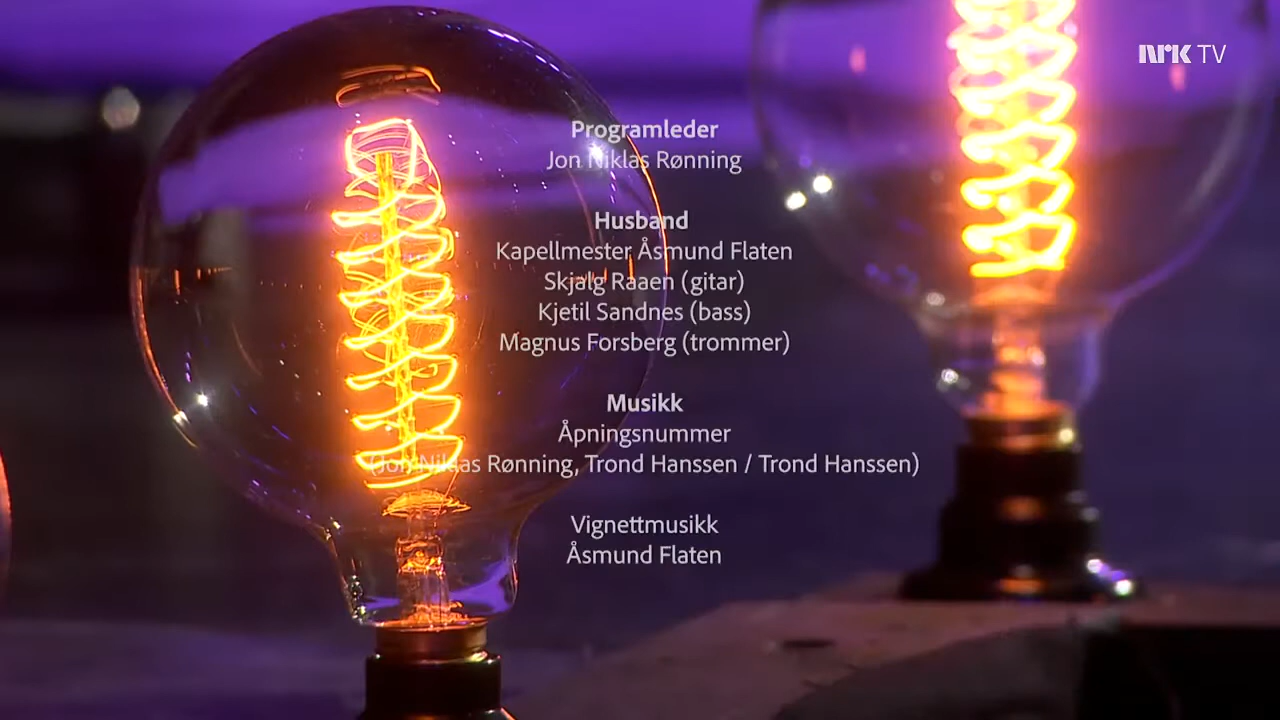 nrk TV
Programleder
Jon Niklas Rønning
Husband
Kapellmester Åsmund Flaten
Skjalg Raaen (gitar)
Kjetil Sandnes (bass)
Magnus Forsberg (trommer)
Musikk
Åpningsnummer
(Jon Niklas Rønning, Trond Hanssen / Trond Hanssen)
Vignettmusikk
Åsmund Flaten